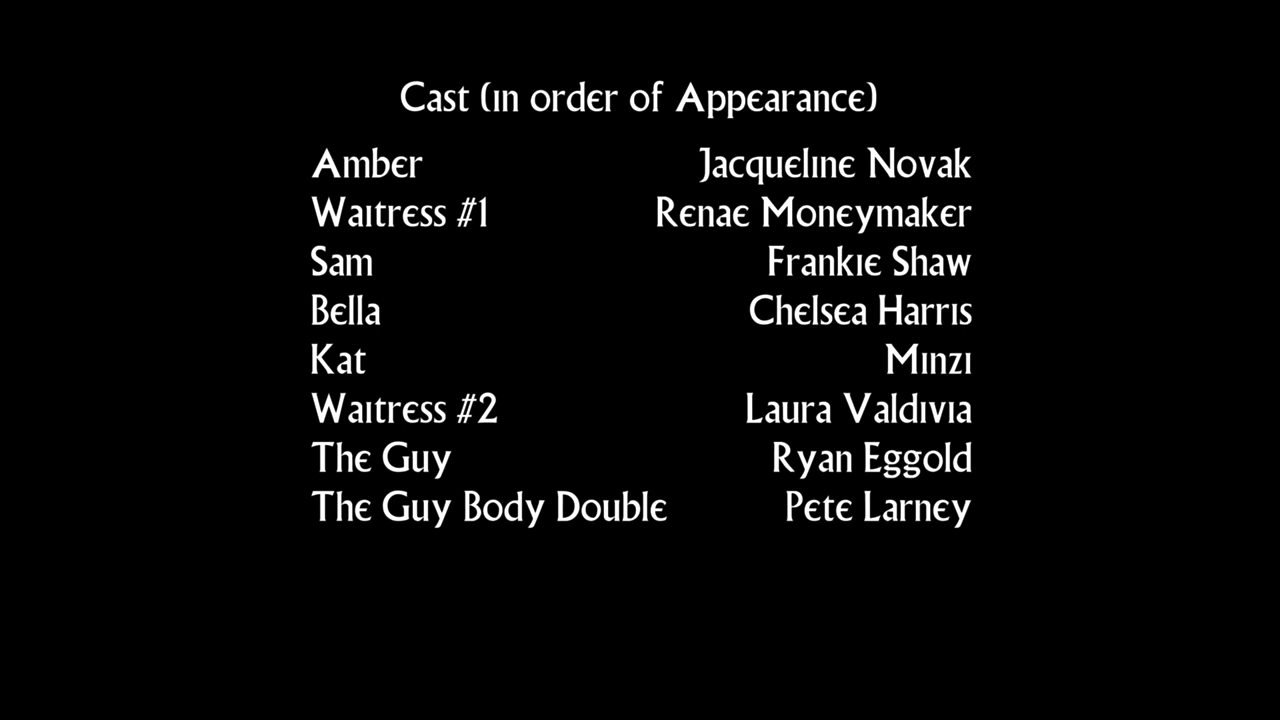 Cast (in order of Appearance)
Amber Jacqueline Novak
Waitress #1 Renae Moneymaker
Sam Frankie Shaw
Bella Chelsea Harris
Kat Minzi
Waitress #2 Laura Valdivia
The Guy Ryan Eggold
The Guy Body Double Pete Larney